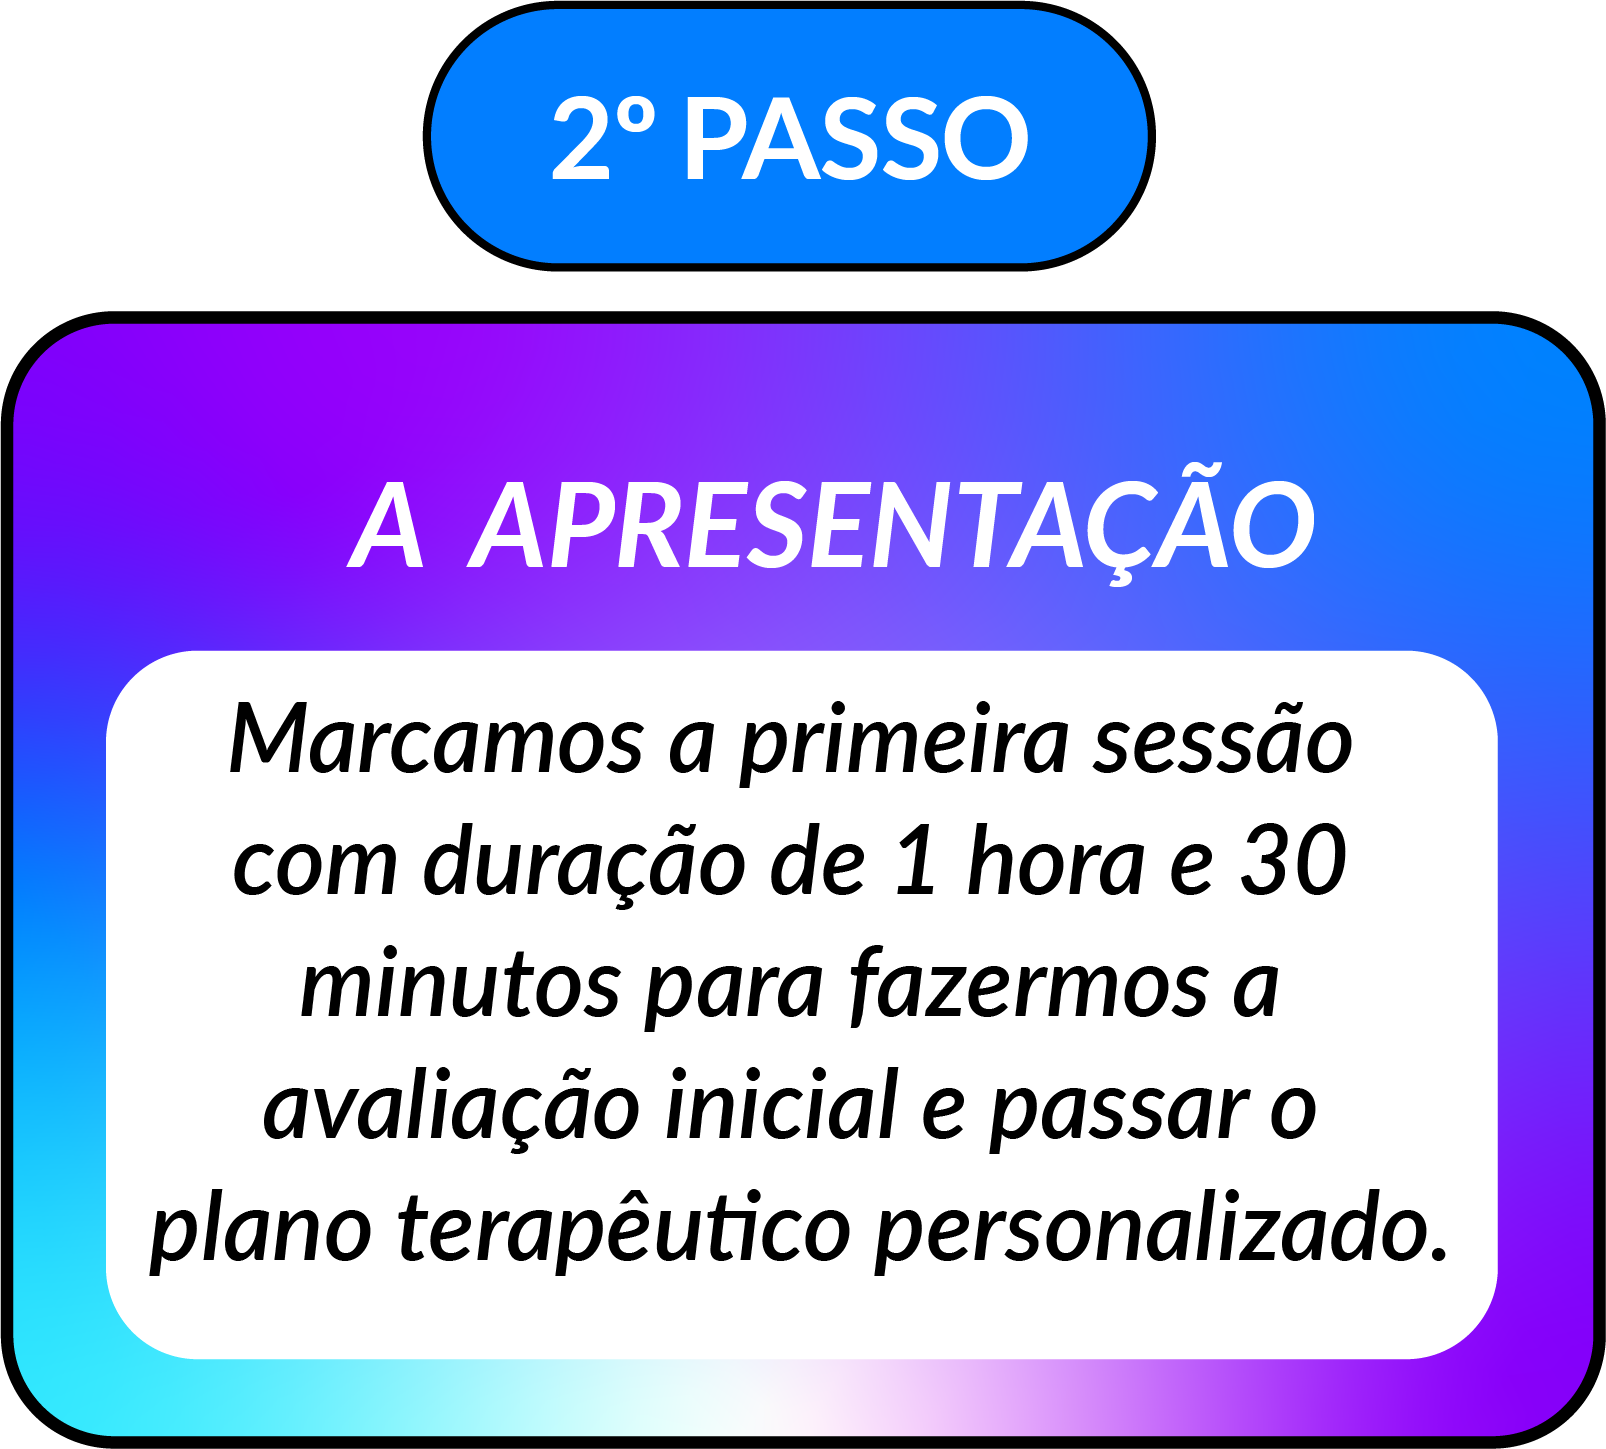 2º PASSO
A APRESENTAÇÃO
Marcamos a primeira sessão
com duração de 1 hora e 30
minutos para fazermos a
avaliação inicial e passar o
plano terapêutico personalizado.